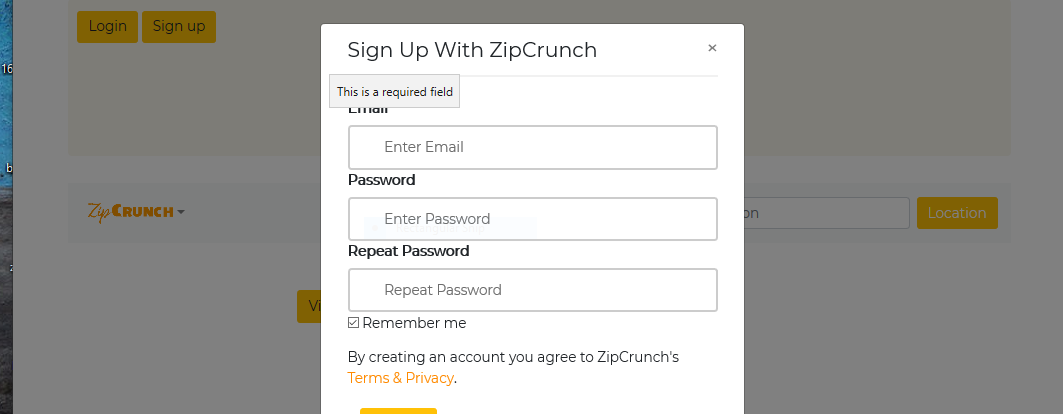 Login Sign up
Sign Up With ZipCrunch ×
16
This is a required field
Email
Enter Email
b
Password
ZipCRUNCH Enter Password on Location
Repeat Password
Repeat Password
Vi
Remember me
By creating an account you agree to ZipCrunch's
Terms & Privacy.